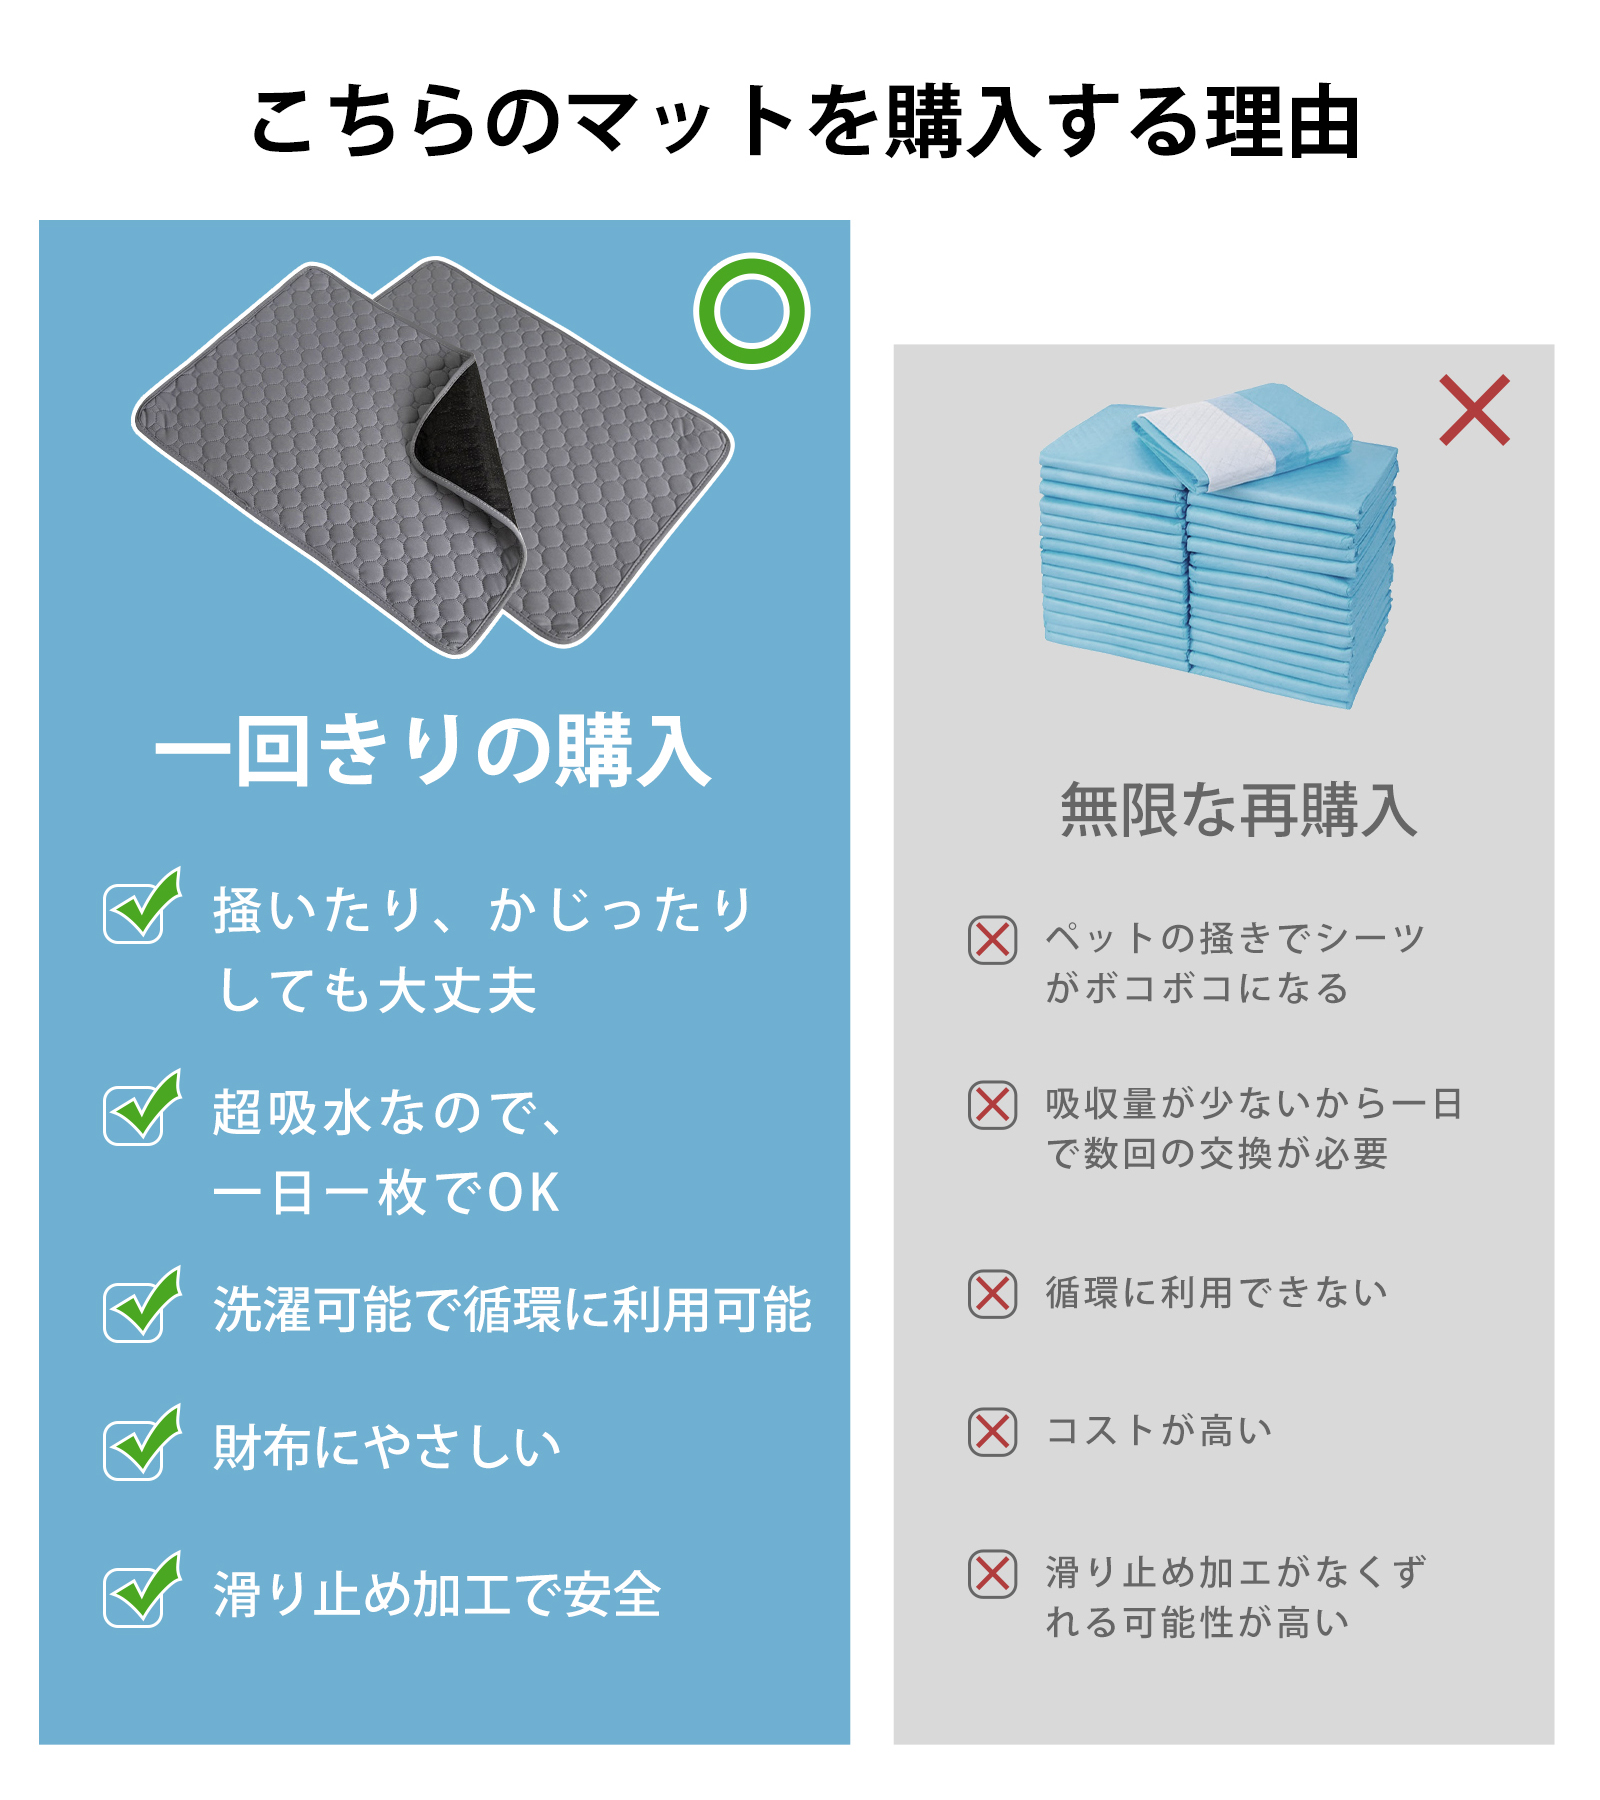 こちらのマットを購入する理由
一回きりの購入
掻いたり、かじったり
しても大丈夫
超吸水なので、
一日一枚でOK
洗濯可能で循環に利用可能
財布にやさしい
滑り止め加工で安全
無限な再購入
ペットの掻きでシーツ
がボコボコになる
吸収量が少ないから一日
で数回の交換が必要
循環に利用できない
コストが高い
滑り止め加工がなくず
れる可能性が高い